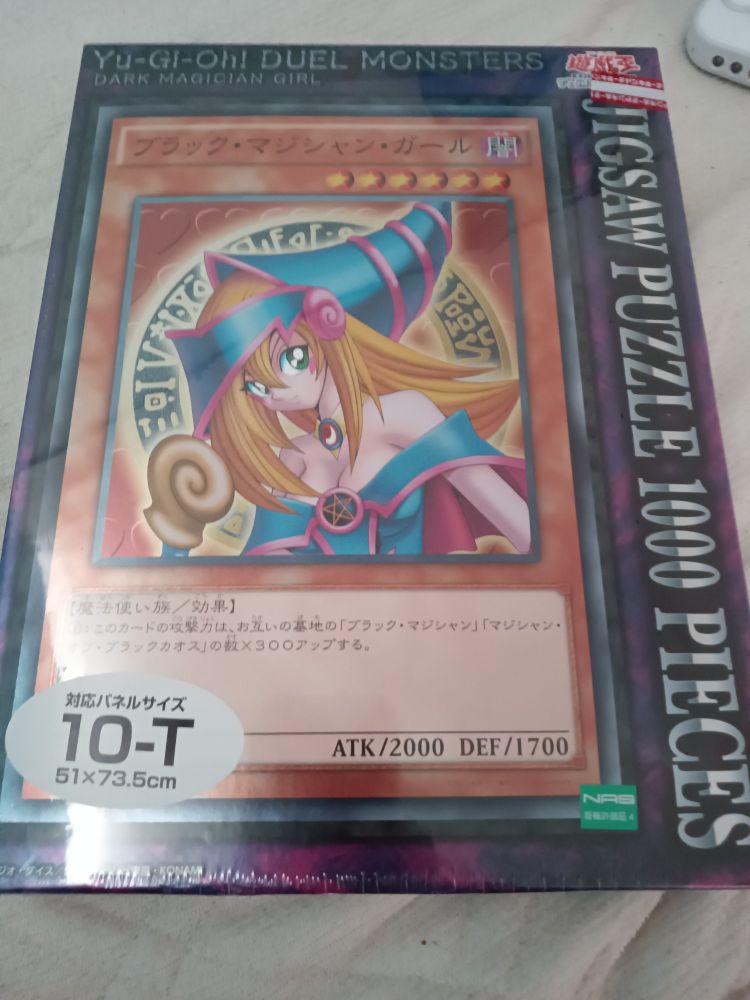 Yu-Gi-Oh! DUEL MONSTERS
DARK MAGICIAN GIRL
遊戯王
JIGSAW PUZZLE 1000 PIECES
ブラック・マジシャン・ガール
闇
【魔法使い族/効果】
①:このカードの攻撃力は、お互いの墓地の「ブラック・マジシャン」「マジシャン・
オブ・ブラックカオス」の数×300アップする。
対応パネルサイズ
10-T
51×73.5cm
ATK/2000 DEF/1700
NAS
・KONAMI